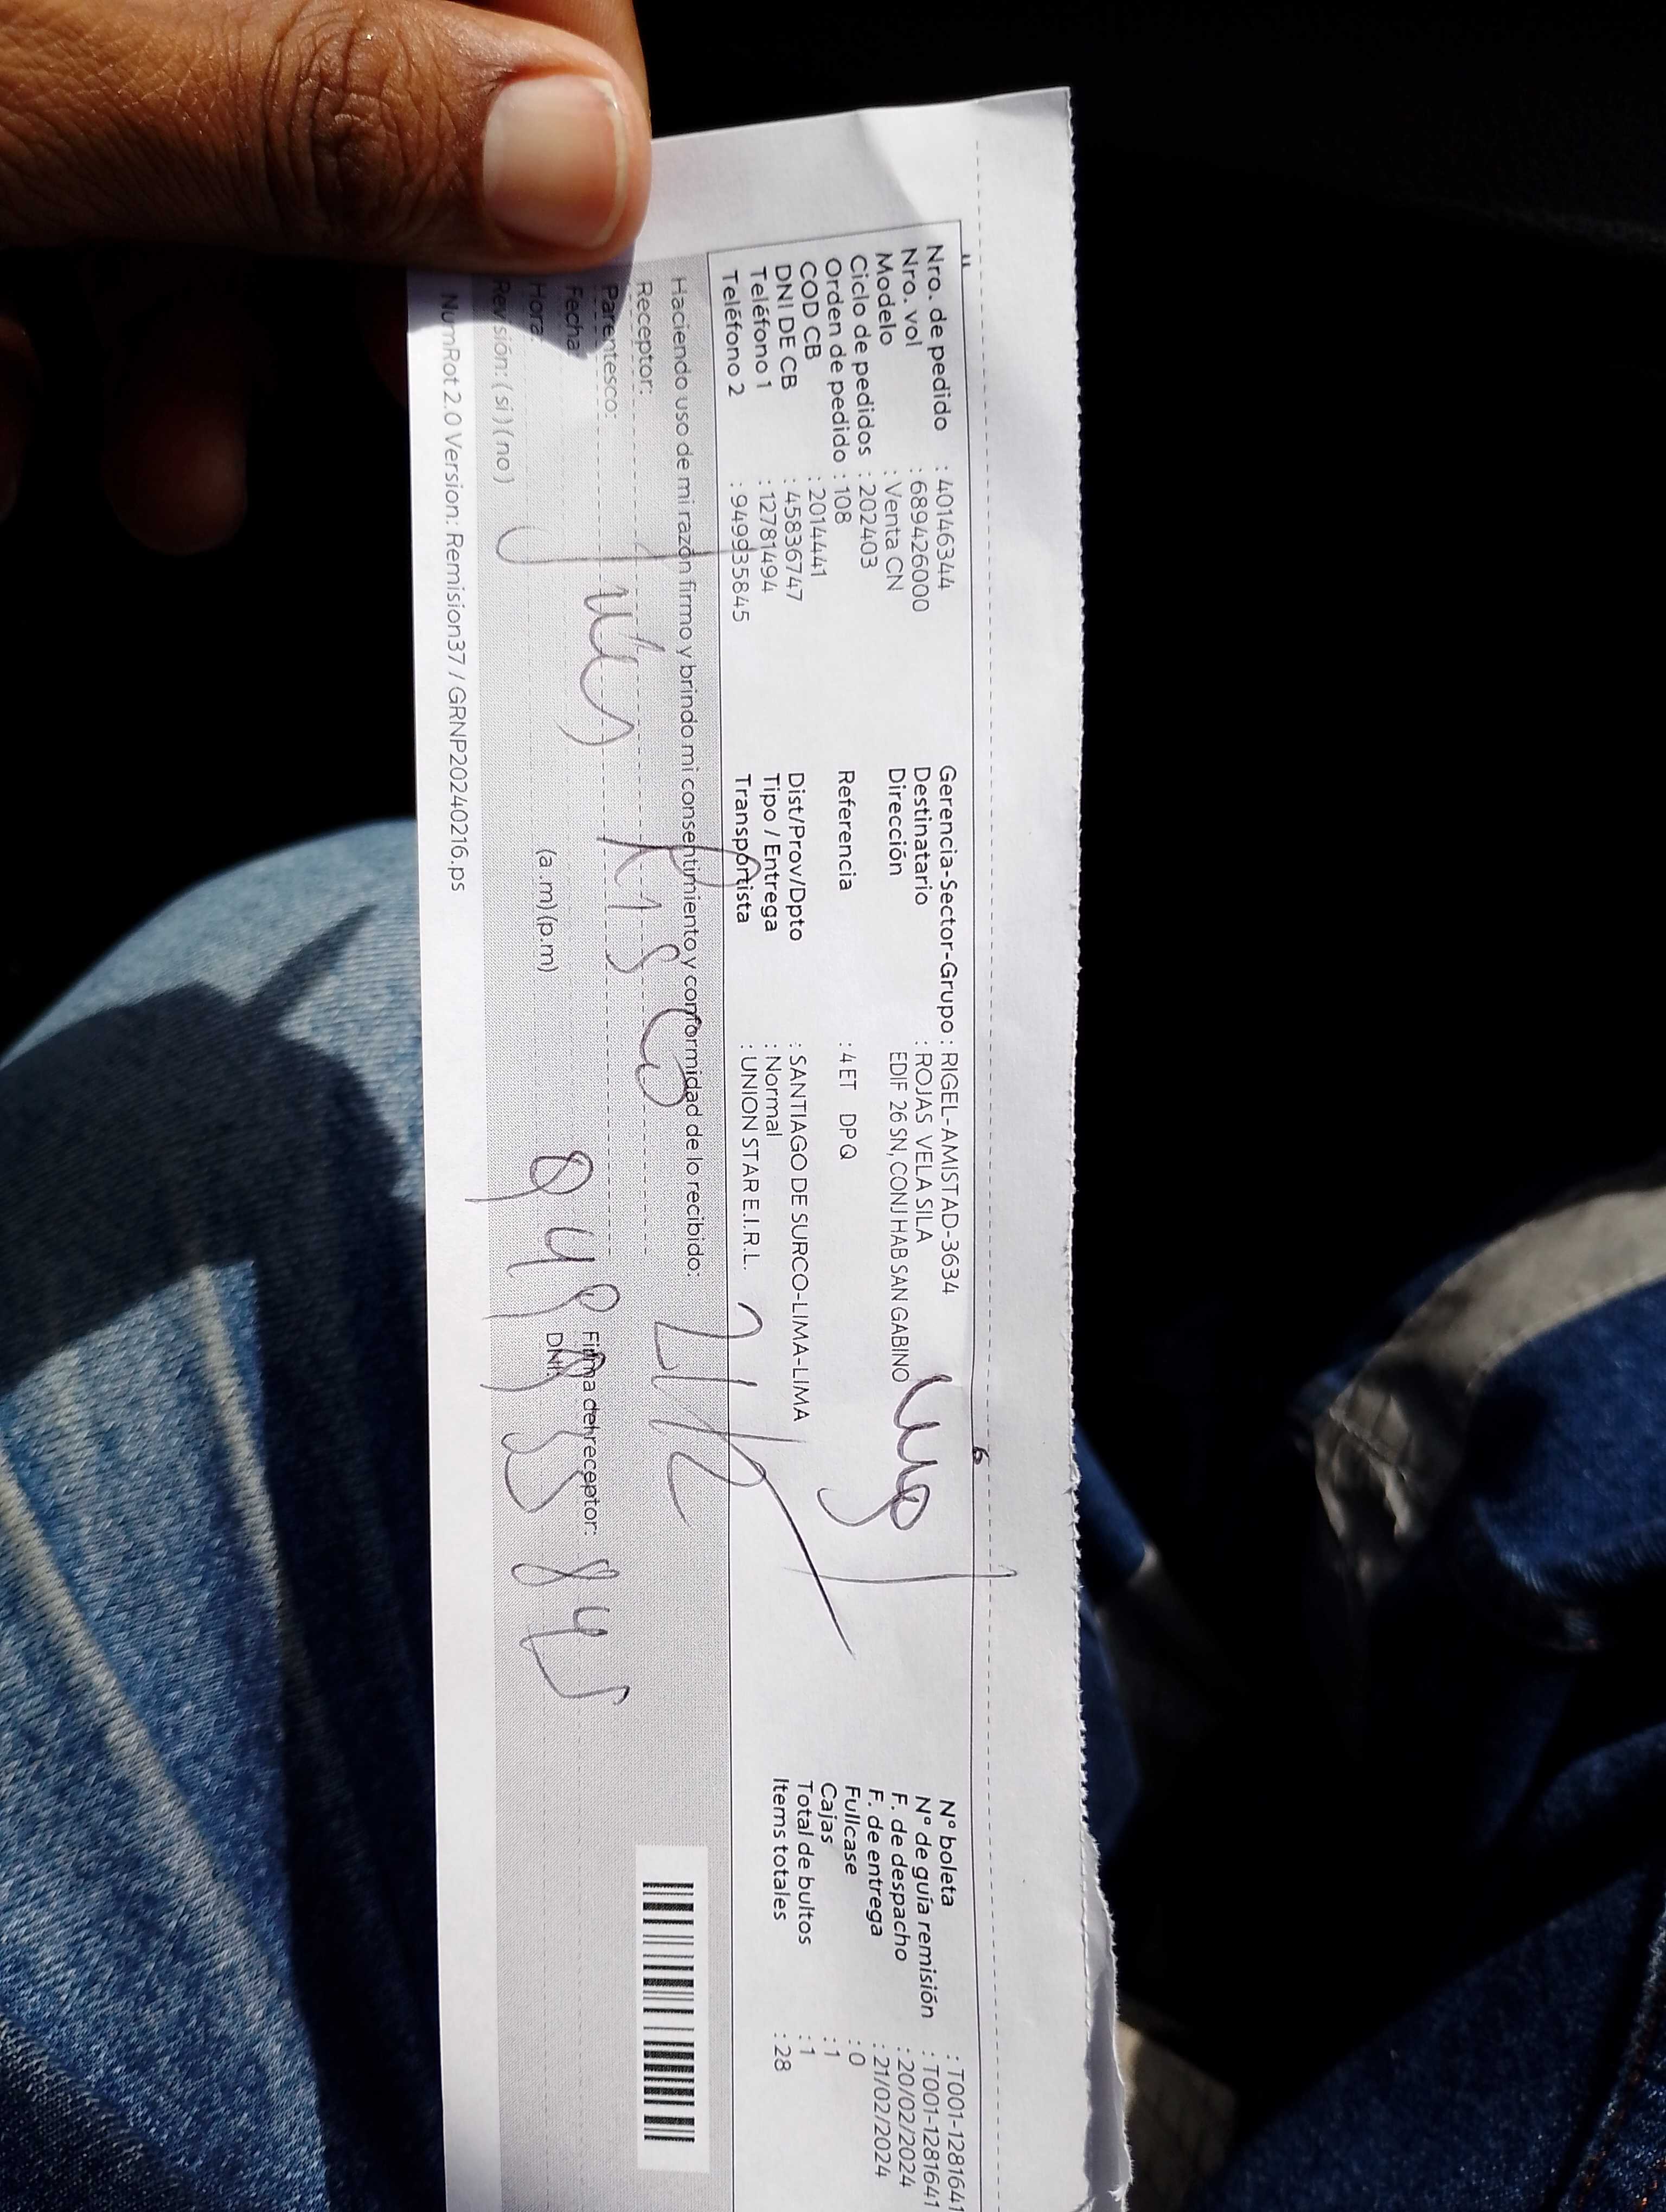 Nro. de pedido : 40146344
Nro. vol : 689426000
Modelo : Venta CN
Ciclo de pedidos : 202403
Orden de pedido : 108
COD CB : 2014441
DNI DE CB : 45836747
Teléfono 1 : 12781494
Teléfono 2 : 949935845
Gerencia-Sector-Grupo : RIGEL-AMISTAD-3634
Destinatario : ROJAS VELA SILA
Dirección EDIF 26 SN, CONJ HAB SAN GABINO
Referencia : 4 ET DPQ
Dist/Prov/Dpto : SANTIAGO DE SURCO-LIMA-LIMA
Tipo / Entrega : Normal
Transportista : UNION STAR E.I.R.L.
N° boleta : T001-1281641
N° de guía remisión : T001-1281641
F. de despacho : 20/02/2024
F. de entrega : 21/02/2024
Fullcase : 0
Cajas : 1
Total de bultos : 1
Items totales : 28
Haciendo uso de mi razón firmo y brindo mi consentimiento y conformidad de lo recibido:
Receptor:
Parentesco:
Fecha:
Hora: (a.m) (p.m)
Revisión: ( si ) ( no )
Firma del receptor:
DNI:
NumRot 2.0 Version: Remision37 / GRNP20240216.ps